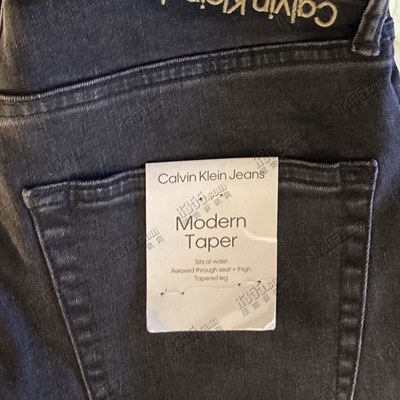 Calvin Klein
Calvin Klein Jeans
Modern
Taper
Sits at waist
Relaxed through seat + thigh
Tapered leg